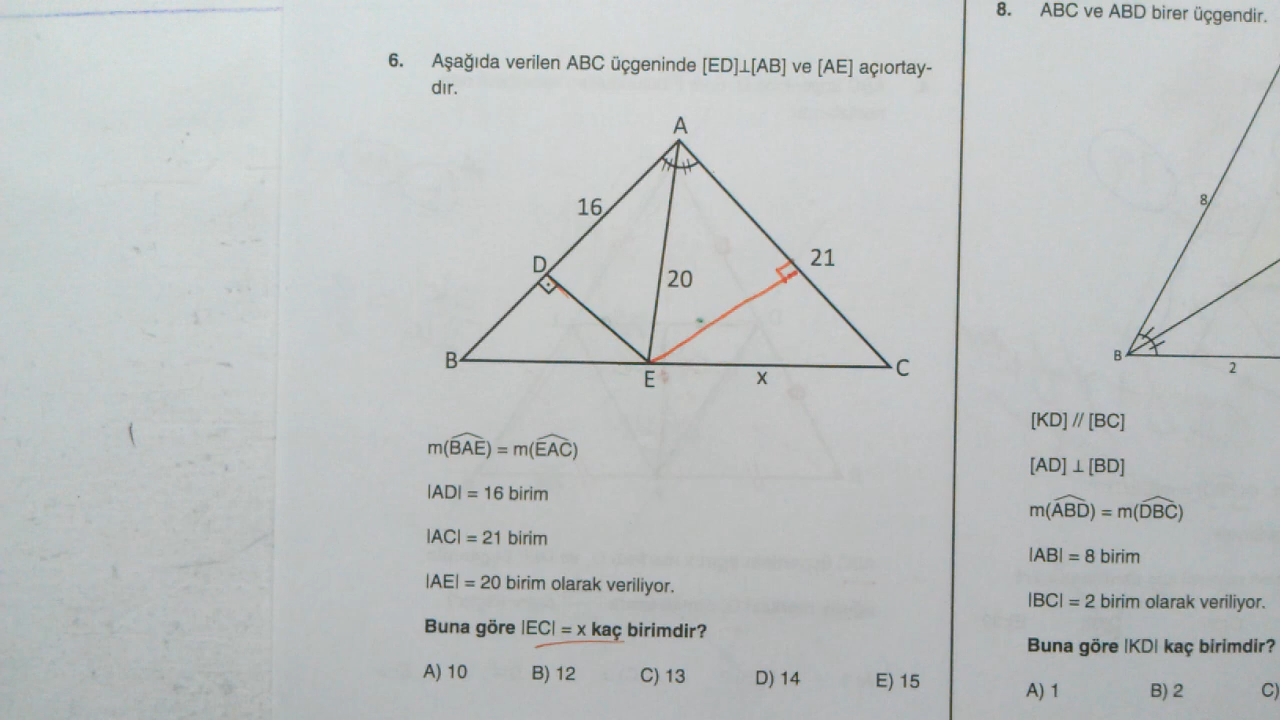 6. Aşağıda verilen ABC üçgeninde [ED]⊥[AB] ve [AE] açıortay-
dır.
A
16
D
21
20
B
E
x
C
m(BAE) = m(EAC)
|AD| = 16 birim
|AC| = 21 birim
|AE| = 20 birim olarak veriliyor.
Buna göre |EC| = x kaç birimdir?
A) 10 B) 12 C) 13 D) 14 E) 15
8. ABC ve ABD birer üçgendir.
8
B
2
[KD] // [BC]
[AD] ⊥ [BD]
m(ABD) = m(DBC)
|AB| = 8 birim
|BC| = 2 birim olarak veriliyor.
Buna göre |KD| kaç birimdir?
A) 1 B) 2 C)